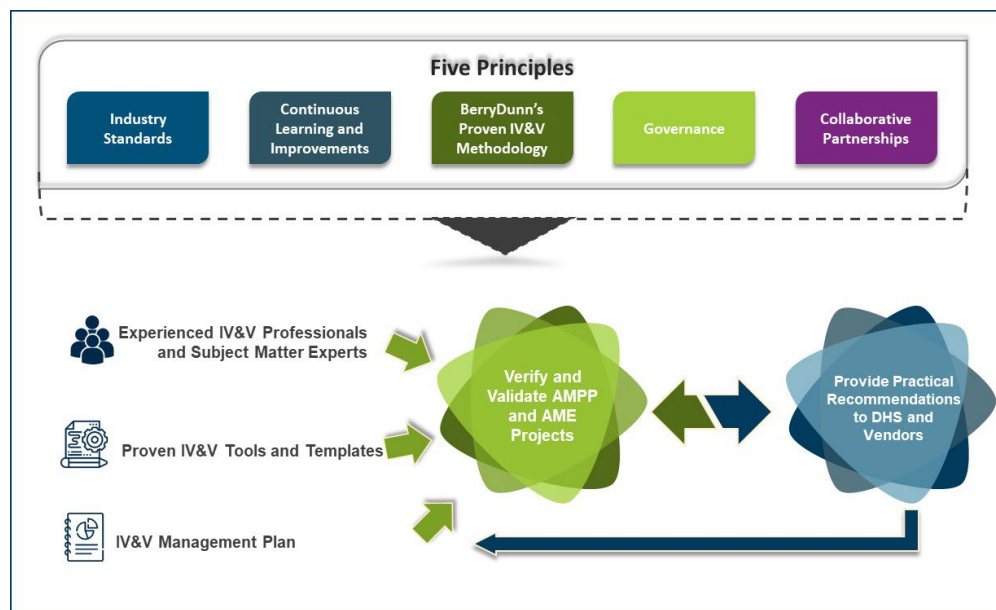 Five Principles
Industry
Standards
Continuous
Learning and
Improvements
BerryDunn's
Proven IV&V
Methodology
Governance
Collaborative
Partnerships
Experienced IV&V Professionals
and Subject Matter Experts
Proven IV&V Tools and Templates
IV&V Management Plan
Verify and
Validate AMPP
and AME
Projects
Provide Practical
Recommendations
to DHS and
Vendors